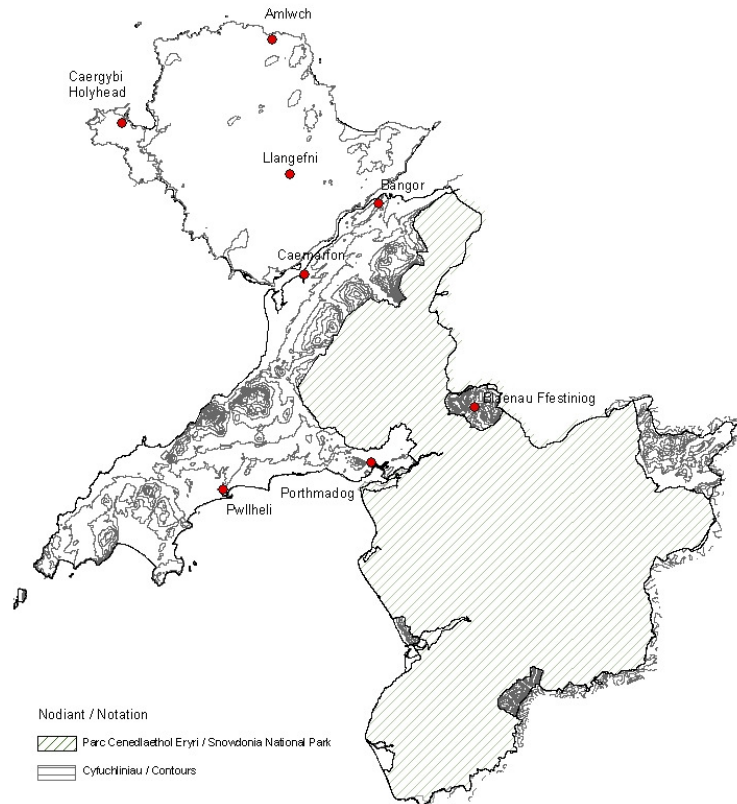 Amlwch
Caergybi
Holyhead
Llangefni
Bangor
Caernarfon
Blaenau Ffestiniog
Porthmadog
Pwllheli
Nodiant / Notation
Parc Cenedlaethol Eryri / Snowdonia National Park
Cyfuchliniau / Contours